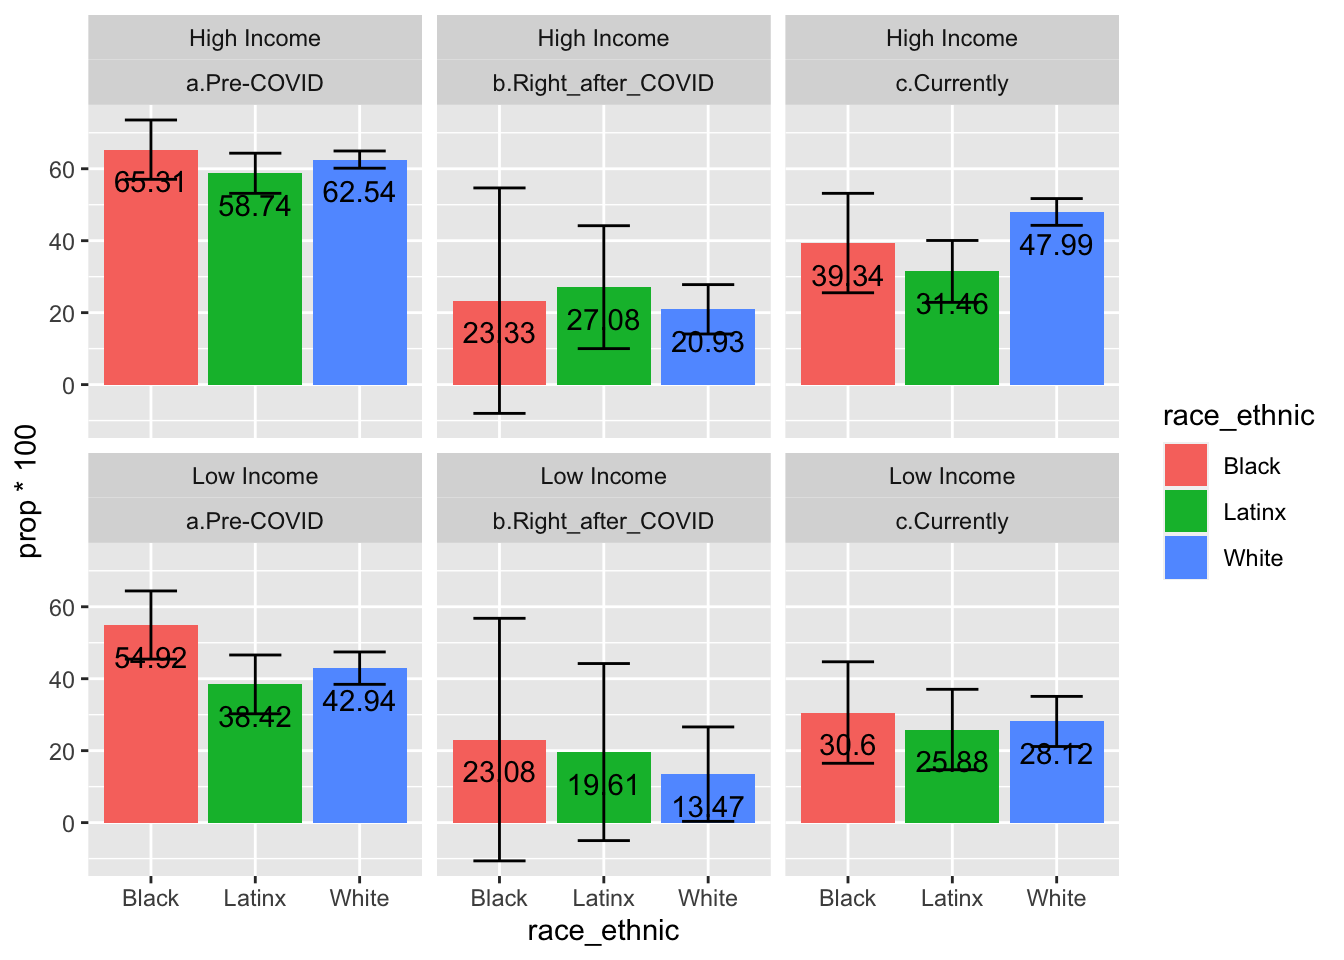 High Income
High Income
High Income
a.Pre-COVID
b.Right_after_COVID
c.Currently
60
40
20
0
65.31
58.74
62.54
23.33
27.08
20.93
39.34
31.46
47.99
Low Income
Low Income
Low Income
a.Pre-COVID
b.Right_after_COVID
c.Currently
60
40
20
0
54.92
38.42
42.94
23.08
19.61
13.47
30.6
25.88
28.12
Black
Latinx
White
Black
Latinx
White
Black
Latinx
White
race_ethnic
prop * 100
race_ethnic
Black
Latinx
White